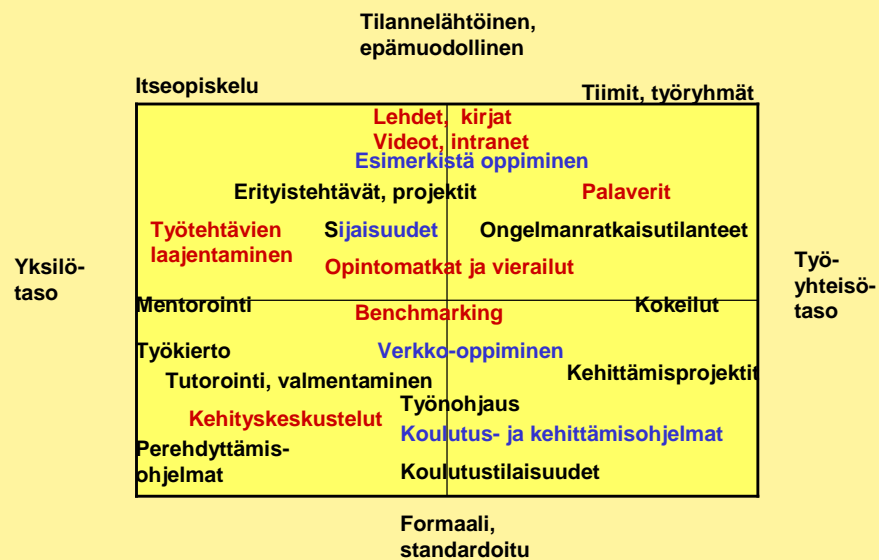 Tilannelähtöinen,
epämuodollinen
Itseopiskelu
Tiimit, työryhmät
Lehdet, kirjat
Videot, intranet
Esimerkistä oppiminen
Erityistehtävät, projektit
Palaverit
Työtehtävien
laajentaminen
Sijaisuudet
Ongelmanratkaisutilanteet
Opintomatkat ja vierailut
Yksilö-
taso
Työ-
yhteisö-
taso
Mentorointi
Benchmarking
Kokeilut
Työkierto
Verkko-oppiminen
Kehittämisprojektit
Tutorointi, valmentaminen
Työnohjaus
Kehityskeskustelut
Koulutus- ja kehittämisohjelmat
Perehdyttämis-
ohjelmat
Koulutustilaisuudet
Formaali,
standardoitu